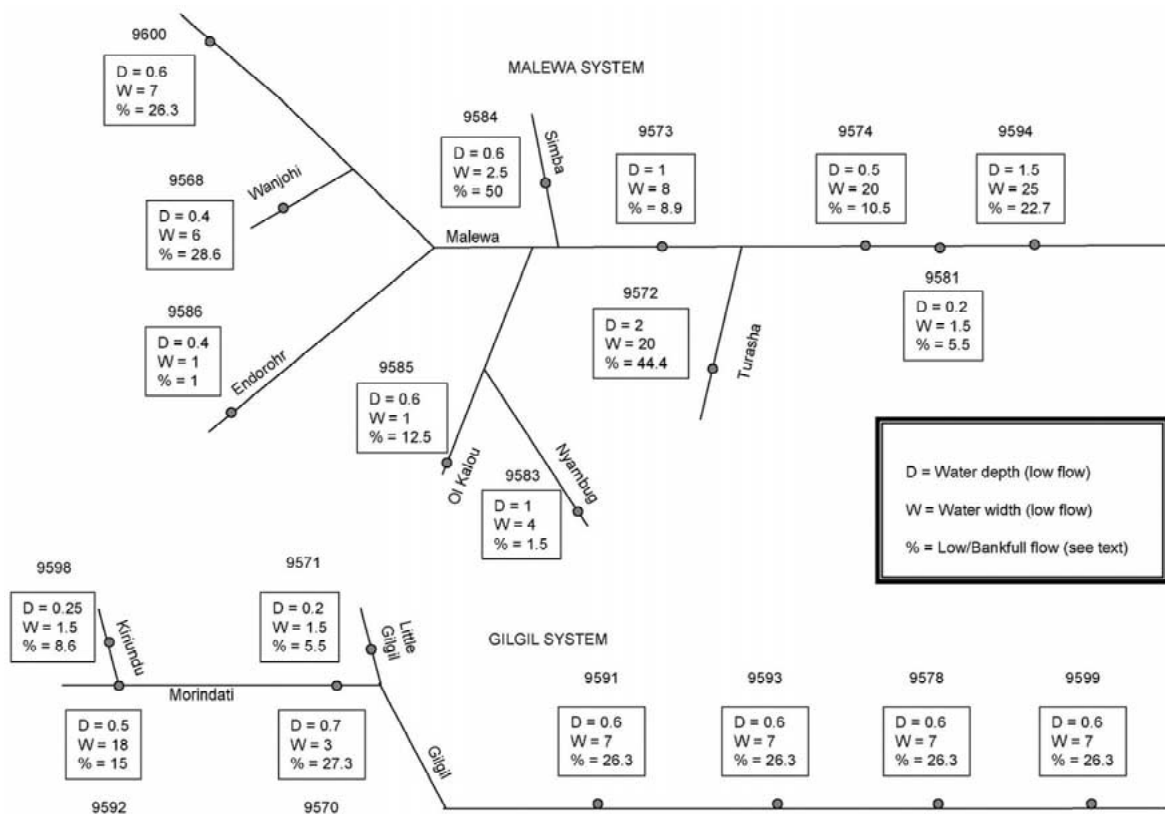 9600
D = 0.6
W = 7
% = 26.3
MALEWA SYSTEM
9584
D = 0.6
W = 2.5
% = 50
Simba
9573
D = 1
W = 8
% = 8.9
9574
D = 0.5
W = 20
% = 10.5
9594
D = 1.5
W = 25
% = 22.7
9568
D = 0.4
W = 6
% = 28.6
Wanjohi
Malewa
9586
D = 0.4
W = 1
% = 1
Endorohr
9585
D = 0.6
W = 1
% = 12.5
Ol Kalou
9583
D = 1
W = 4
% = 1.5
Nyambug
9572
D = 2
W = 20
% = 44.4
Turasha
9581
D = 0.2
W = 1.5
% = 5.5
D = Water depth (low flow)
W = Water width (low flow)
% = Low/Bankfull flow (see text)
9598
D = 0.25
W = 1.5
% = 8.6
Kiriundu
9571
D = 0.2
W = 1.5
% = 5.5
Little
Gilgil
GILGIL SYSTEM
Morindati
D = 0.5
W = 18
% = 15
9592
D = 0.7
W = 3
% = 27.3
9570
Gilgil
9591
D = 0.6
W = 7
% = 26.3
9593
D = 0.6
W = 7
% = 26.3
9578
D = 0.6
W = 7
% = 26.3
9599
D = 0.6
W = 7
% = 26.3